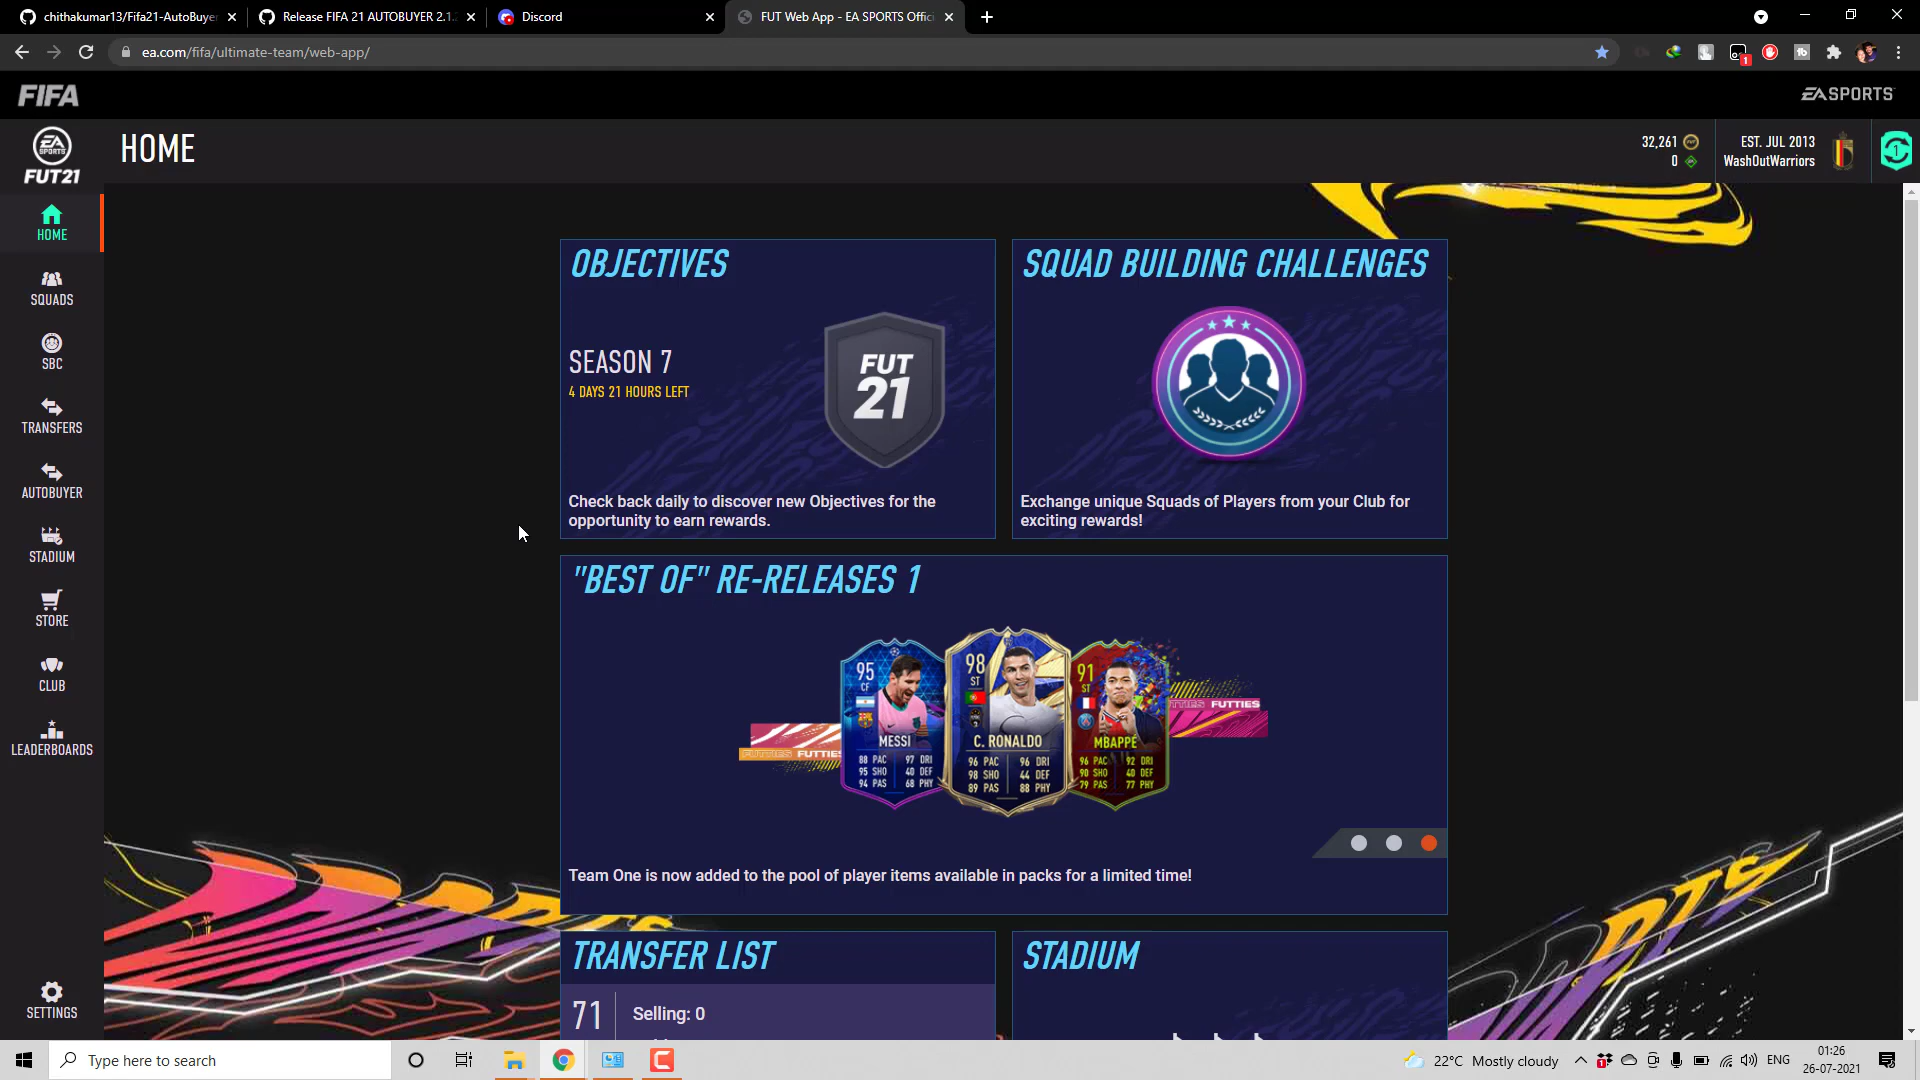 chithakumar13/Fifa21-AutoBuyer
Release FIFA 21 AUTOBUYER 2.1.
Discord
FUT Web App - EA SPORTS Offici
ea.com/fifa/ultimate-team/web-app/
1
FIFA
EA SPORTS
EA SPORTS
FUT21
HOME
32,261
0
EST. JUL 2013
WashOutWarriors
1
HOME
SQUADS
SBC
TRANSFERS
AUTOBUYER
STADIUM
STORE
CLUB
LEADERBOARDS
SETTINGS
OBJECTIVES
SEASON 7
4 DAYS 21 HOURS LEFT
FUT
21
Check back daily to discover new Objectives for the
opportunity to earn rewards.
SQUAD BUILDING CHALLENGES
Exchange unique Squads of Players from your Club for
exciting rewards!
"BEST OF" RE-RELEASES 1
FUTTIES FUTTIES
95
CF
MESSI
88 PAC 97 DRI
95 SHO 40 DEF
94 PAS 68 PHY
98
ST
C. RONALDO
96 PAC 96 DRI
98 SHO 44 DEF
89 PAS 88 PHY
91
ST
MBAPPÉ
96 PAC 92 DRI
90 SHO 40 DEF
79 PAS 77 PHY
FUTTIES
Team One is now added to the pool of player items available in packs for a limited time!
TRANSFER LIST
71
Selling: 0
STADIUM
Type here to search
22°C Mostly cloudy
ENG
01:26
26-07-2021